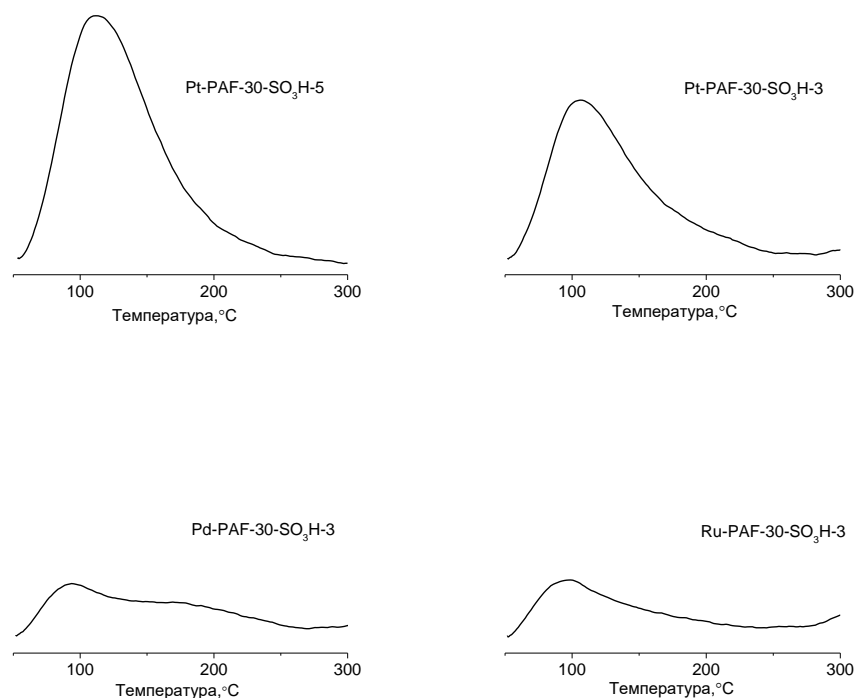 Pt-PAF-30-SO₃H-5
100 200 300
Температура,°C
Pt-PAF-30-SO₃H-3
100 200 300
Температура,°C
Pd-PAF-30-SO₃H-3
100 200 300
Температура,°C
Ru-PAF-30-SO₃H-3
100 200 300
Температура,°C